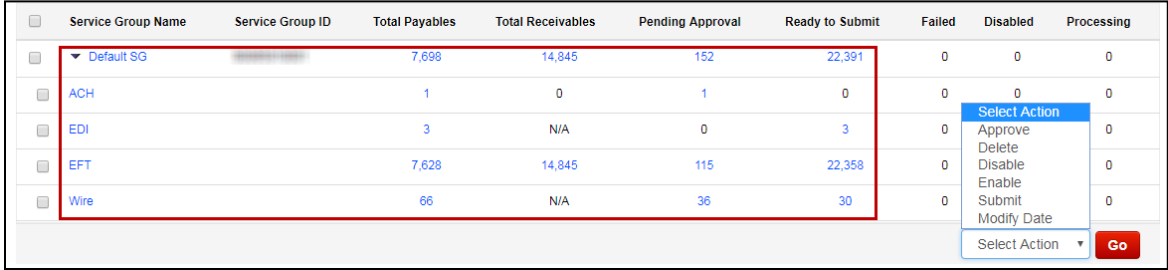 Service Group Name Service Group ID Total Payables Total Receivables Pending Approval Ready to Submit Failed Disabled Processing
Default SG 7,698 14,845 152 22,391 0 0 0
ACH 1 0 1 0 0 0 0
EDI 3 N/A 0 3 0 0
EFT 7,628 14,845 115 22,358 0 0
Wire 66 N/A 36 30 0 0
Select Action
Approve
Delete
Disable
Enable
Submit
Modify Date
Select Action Go